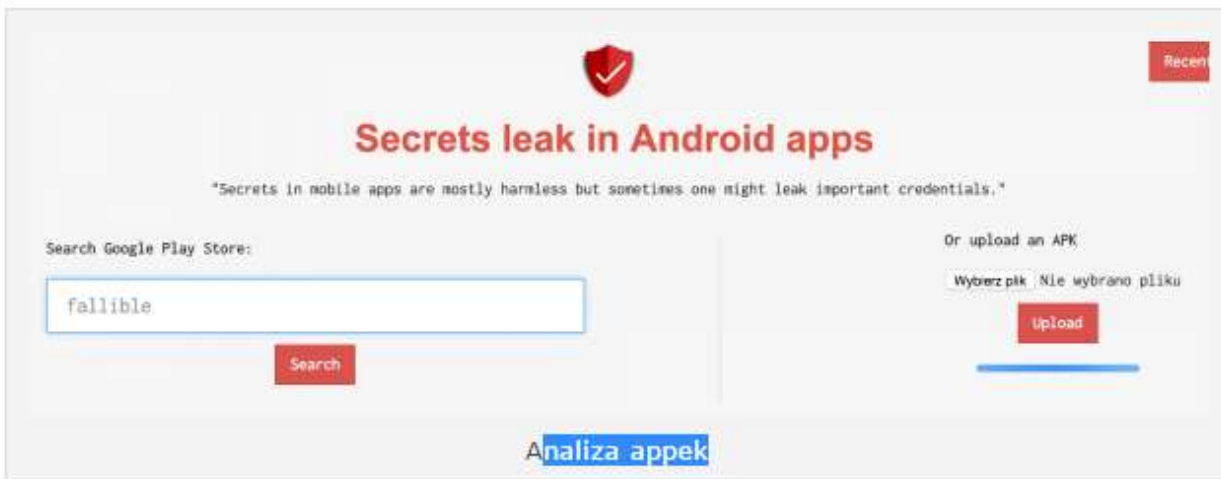 Recent
Secrets leak in Android apps
"Secrets in mobile apps are mostly harmless but sometimes one might leak important credentials."
Search Google Play Store:
fallible
Search
Or upload an APK
Wybierz plik Nie wybrano pliku
Upload
Analiza appek